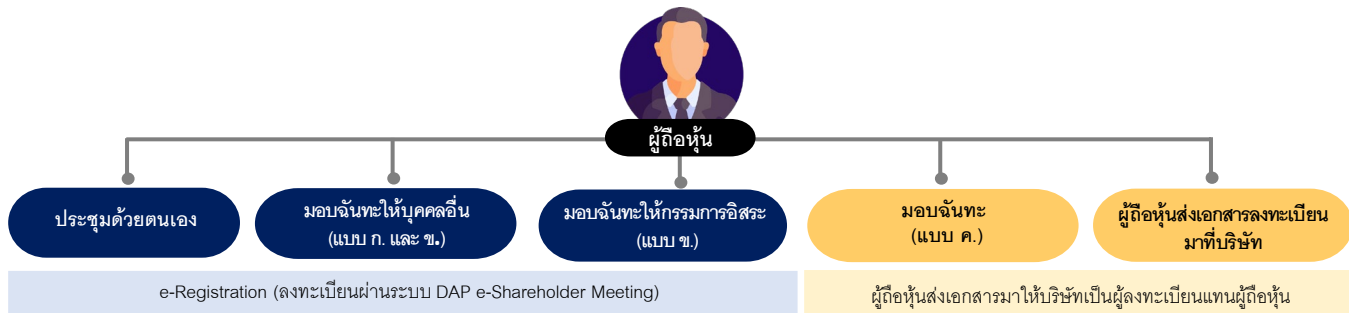 ผู้ถือหุ้น
ประชุมด้วยตนเอง
มอบฉันทะให้บุคคลอื่น
(แบบ ก. และ ข.)
มอบฉันทะให้กรรมการอิสระ
(แบบ ข.)
มอบฉันทะ
(แบบ ค.)
ผู้ถือหุ้นส่งเอกสารลงทะเบียน
มาที่บริษัท
e-Registration (ลงทะเบียนผ่านระบบ DAP e-Shareholder Meeting)
ผู้ถือหุ้นส่งเอกสารมาให้บริษัทเป็นผู้ลงทะเบียนแทนผู้ถือหุ้น